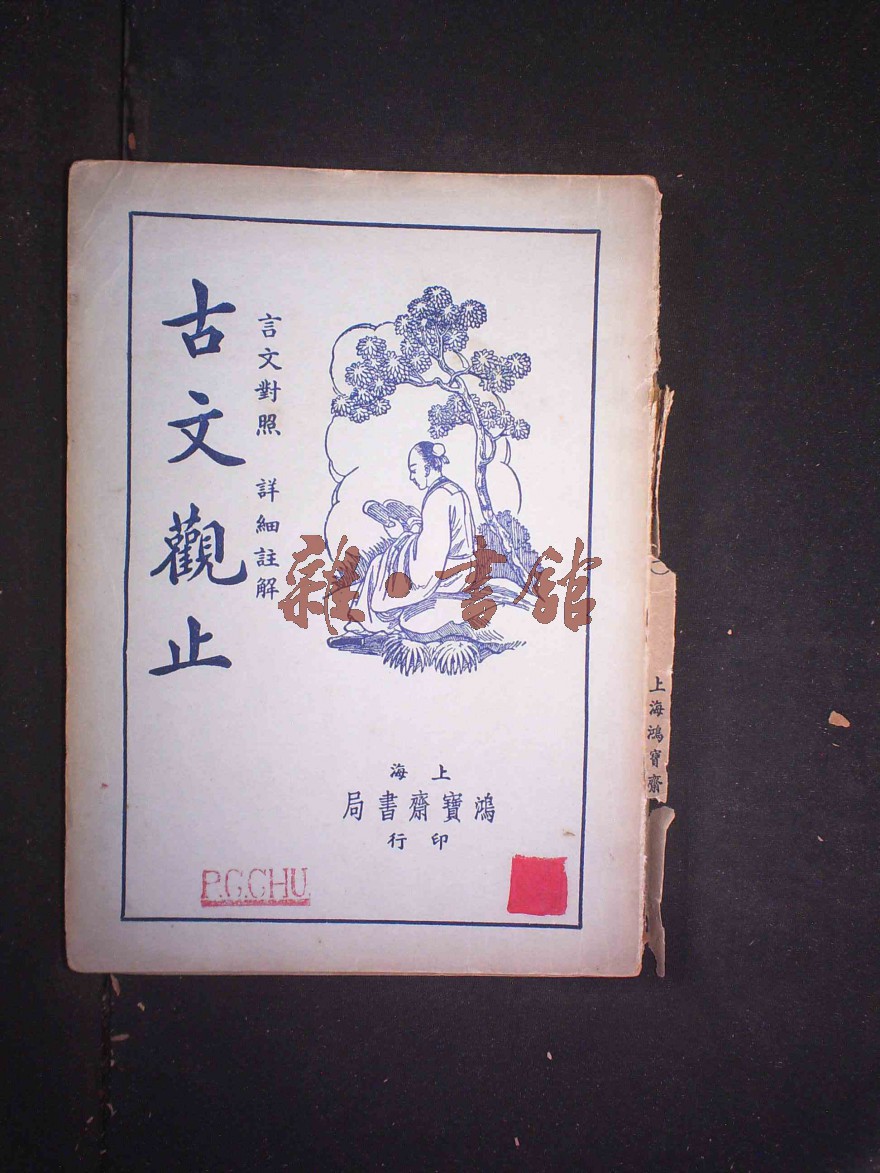 古文觀止
言文對照 詳細註解
上海
鴻寶齋書局
印行
P.G.CHU.
上海鴻寶齋
雜·書館